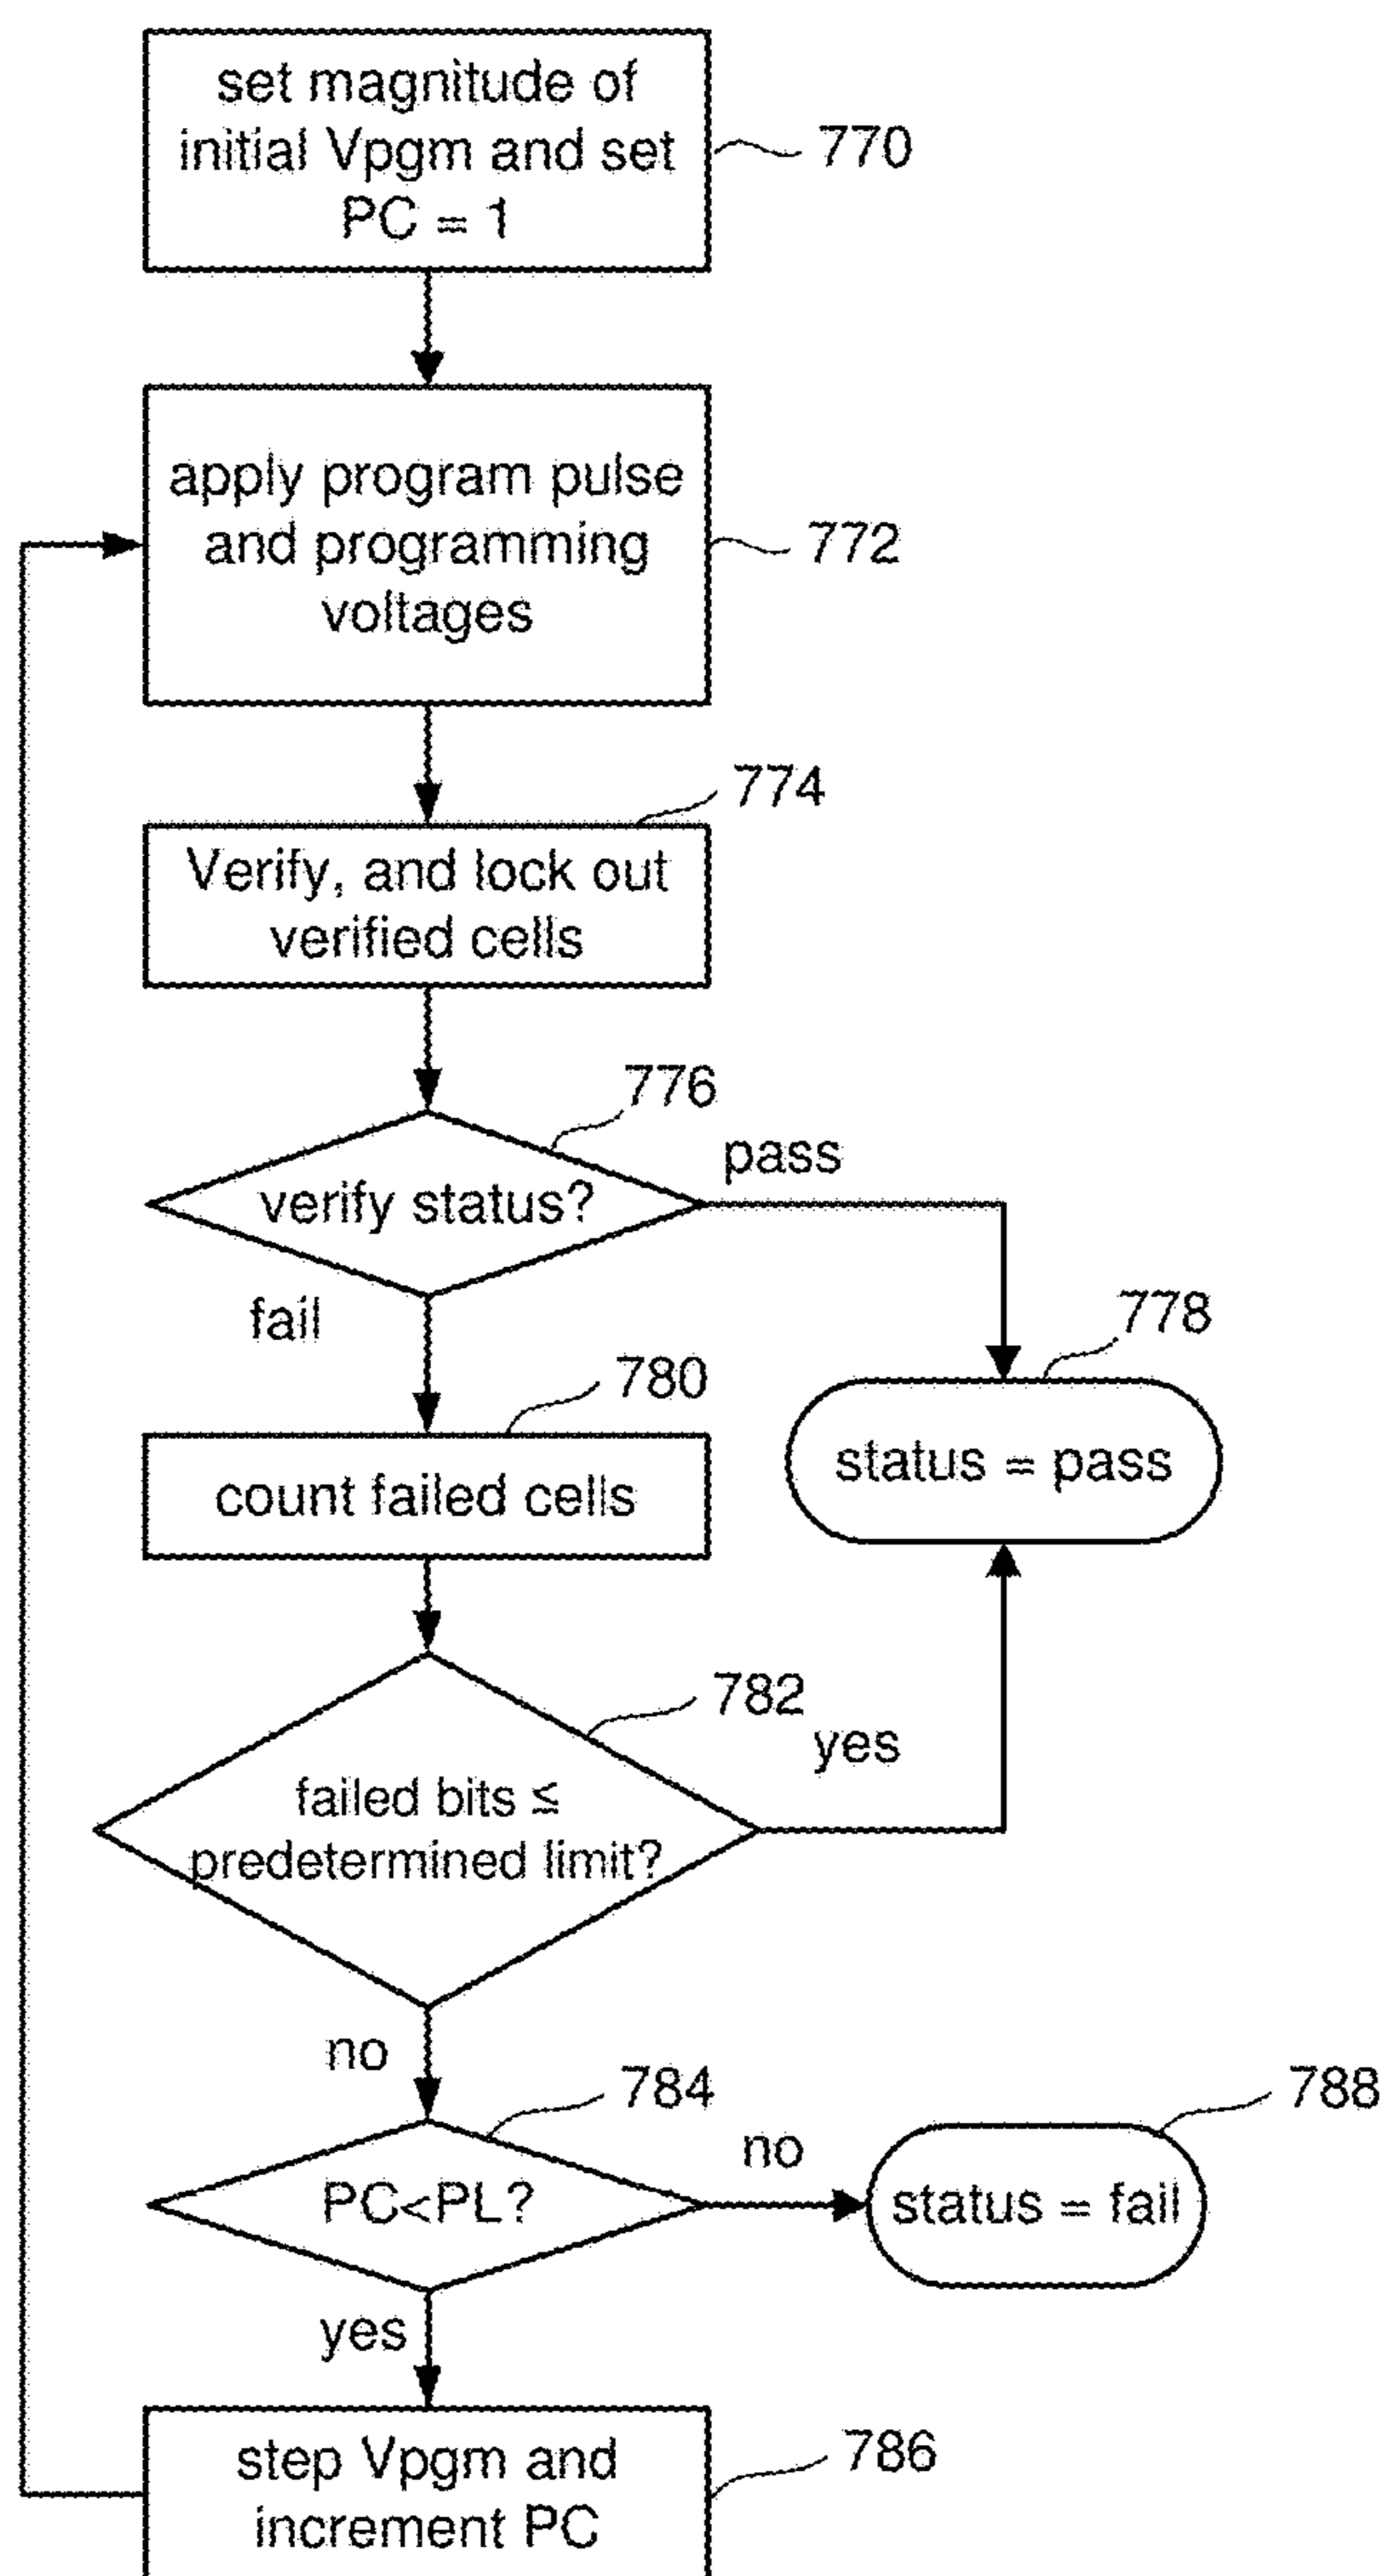 set magnitude of
initial Vpgm and set
PC = 1
770
apply program pulse
and programming
voltages
772
774
Verify, and lock out
verified cells
776
pass
verify status?
fail
778
780
status = pass
count failed cells
782
yes
failed bits ≦
predetermined limit?
no
784
788
no
PC<PL?
status = fail
yes
step Vpgm and
increment PC
786